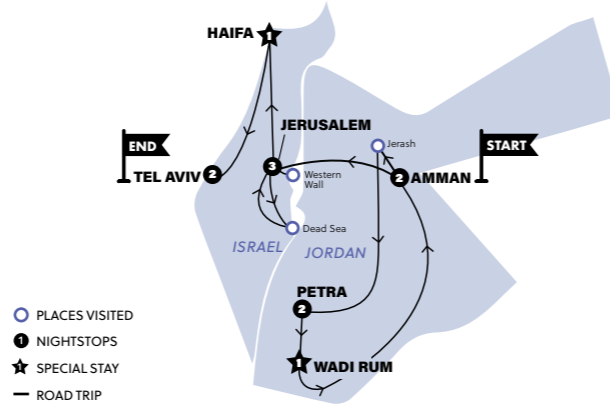 HAIFA
1
END
JERUSALEM
Jerash
START
TEL AVIV
2
3
Western
Wall
2
AMMAN
Dead Sea
ISRAEL
JORDAN
PETRA
2
PLACES VISITED
1
NIGHTSTOPS
1
WADI RUM
1
SPECIAL STAY
ROAD TRIP